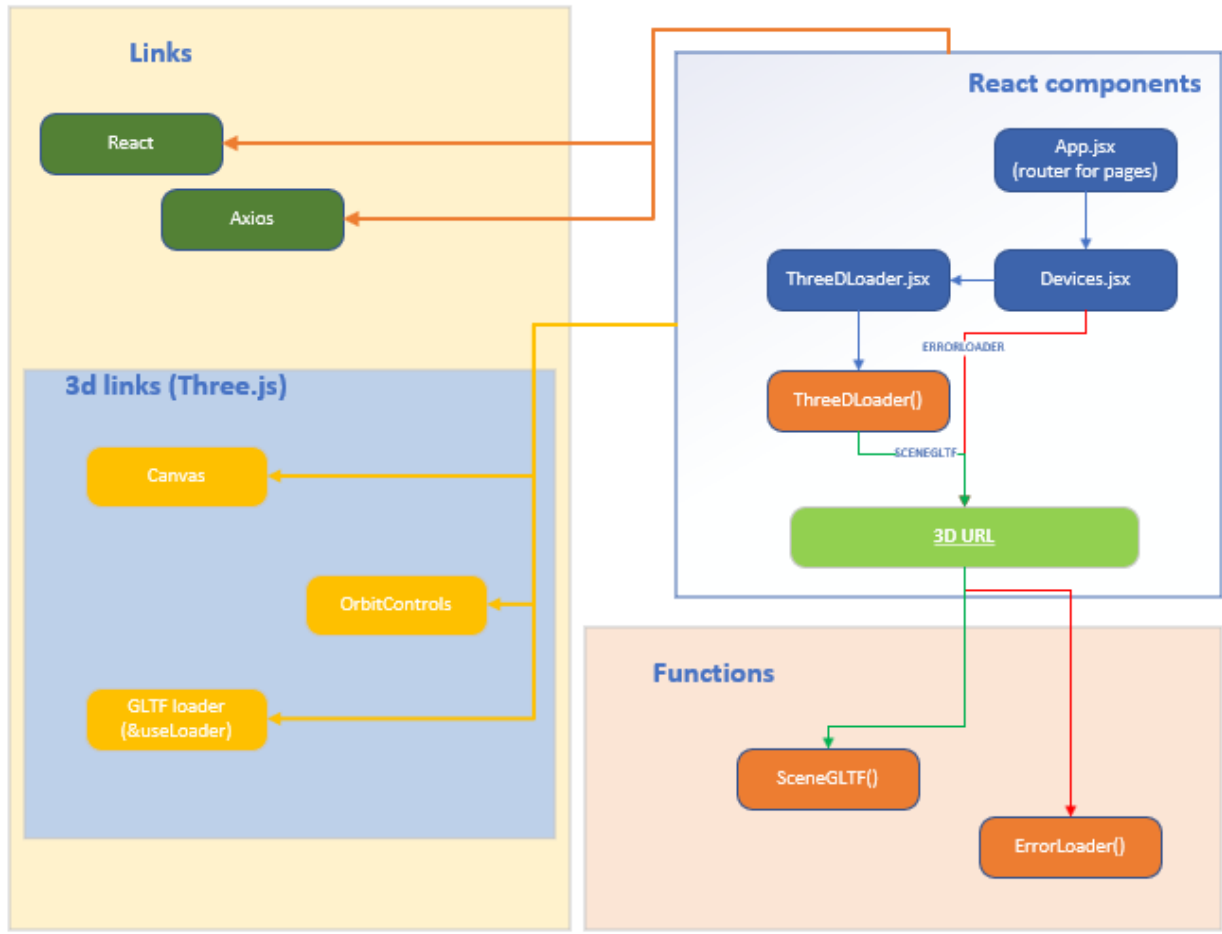 Links
React
Axios
3d links (Three.js)
Canvas
OrbitControls
GLTF loader
(&useLoader)
React components
App.jsx
(router for pages)
ThreeDLoader.jsx
Devices.jsx
ERRORLOADER
ThreeDLoader()
SCENEGLTF
3D URL
Functions
SceneGLTF()
ErrorLoader()